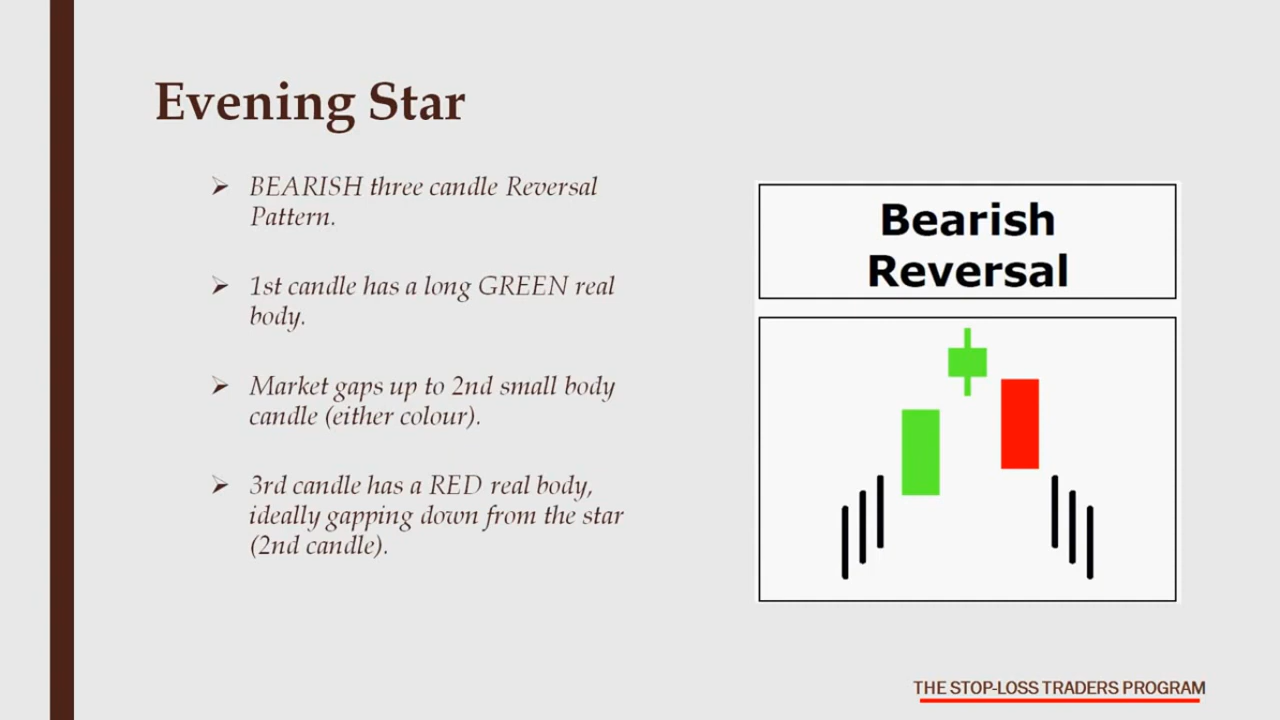 Evening Star
➢ BEARISH three candle Reversal
Pattern.
➢ 1st candle has a long GREEN real
body.
➢ Market gaps up to 2nd small body
candle (either colour).
➢ 3rd candle has a RED real body,
ideally gapping down from the star
(2nd candle).
Bearish
Reversal
THE STOP-LOSS TRADERS PROGRAM